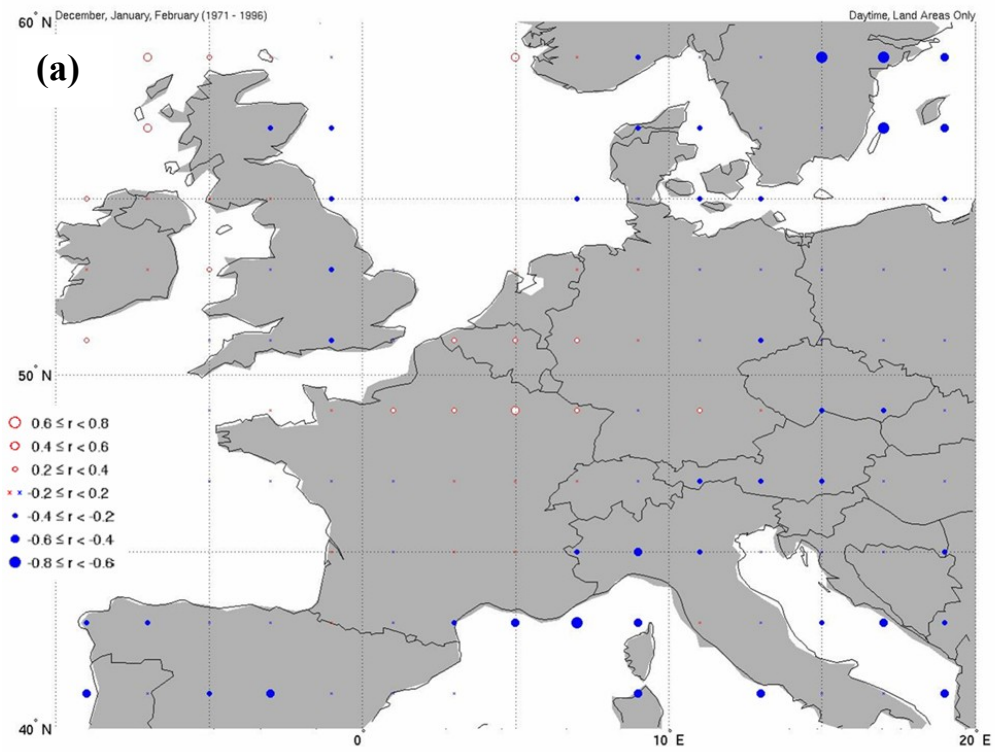 60° N
December, January, February (1971 - 1996)
Daytime, Land Areas Only
(a)
50° N
0.6 ≤ r < 0.8
0.4 ≤ r < 0.6
0.2 ≤ r < 0.4
-0.2 ≤ r < 0.2
-0.4 ≤ r < -0.2
-0.6 ≤ r < -0.4
-0.8 ≤ r < -0.6
40° N
0°
10° E
20° E